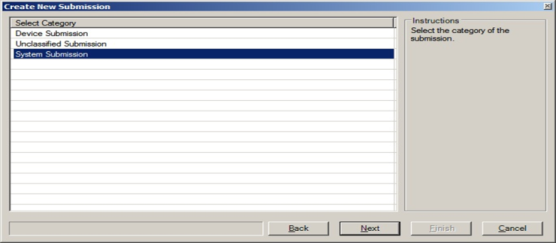 Create New Submission
Select Category
Device Submission
Unclassified Submission
System Submission
Instructions
Select the category of the
submission.
Back
Next
Finish
Cancel